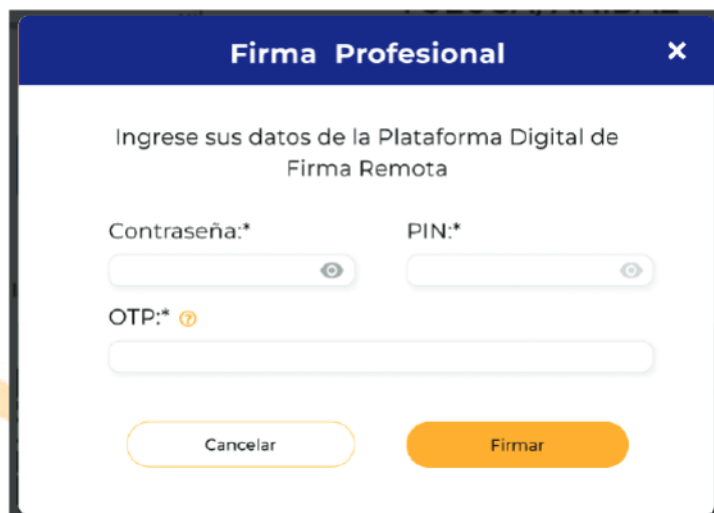 Firma Profesional
Ingrese sus datos de la Plataforma Digital de
Firma Remota
Contraseña:* PIN:*
OTP:*
Cancelar Firmar